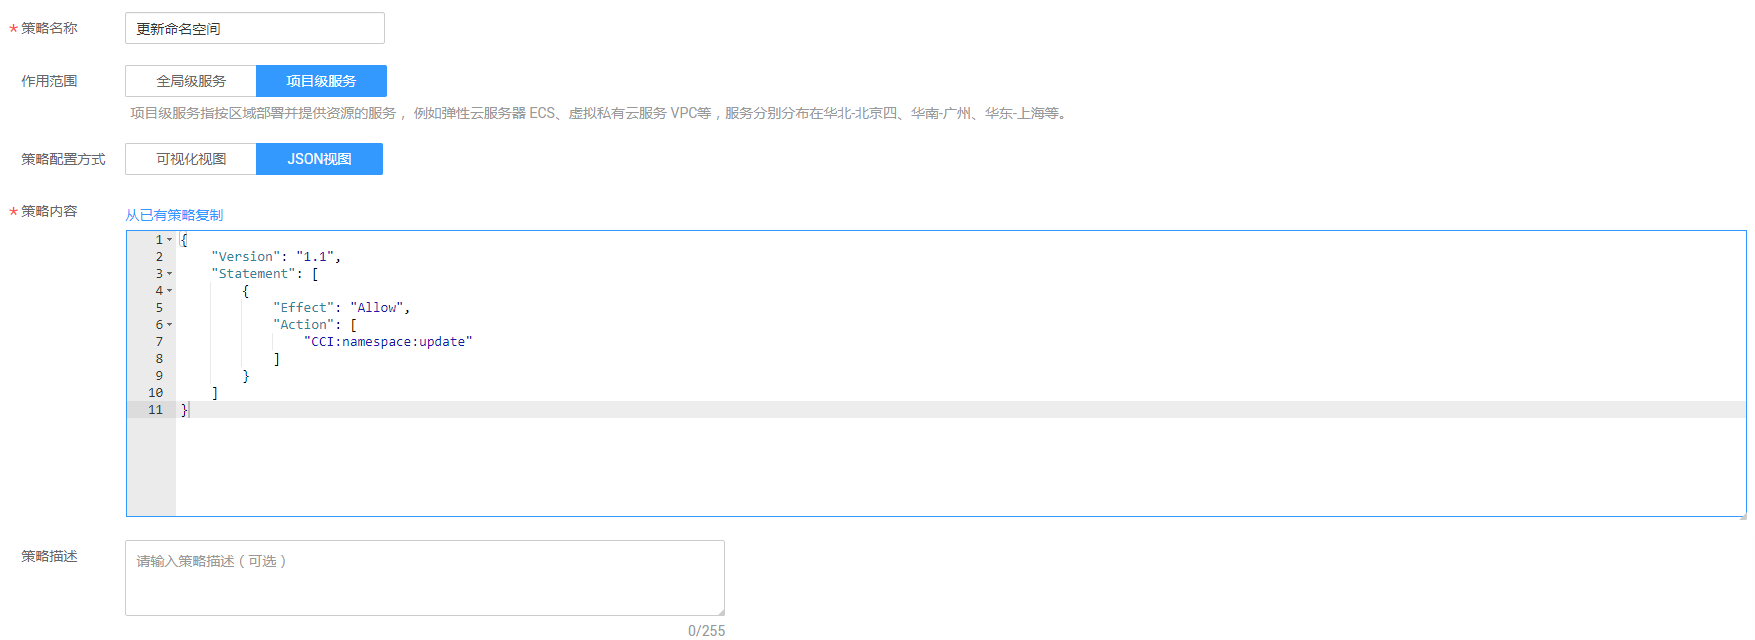 * 策略名称 更新命名空间
作用范围 全局级服务 项目级服务
项目级服务指按区域部署并提供资源的服务，例如弹性云服务器 ECS、虚拟私有云服务 VPC等，服务分别分布在华北-北京四、华南-广州、华东-上海等。
策略配置方式 可视化视图 JSON视图
* 策略内容 从已有策略复制
1 {
2 "Version": "1.1",
3 "Statement": [
4 {
5 "Effect": "Allow",
6 "Action": [
7 "CCI:namespace:update"
8 ]
9 }
10 ]
11 }
策略描述 请输入策略描述（可选）
0/255